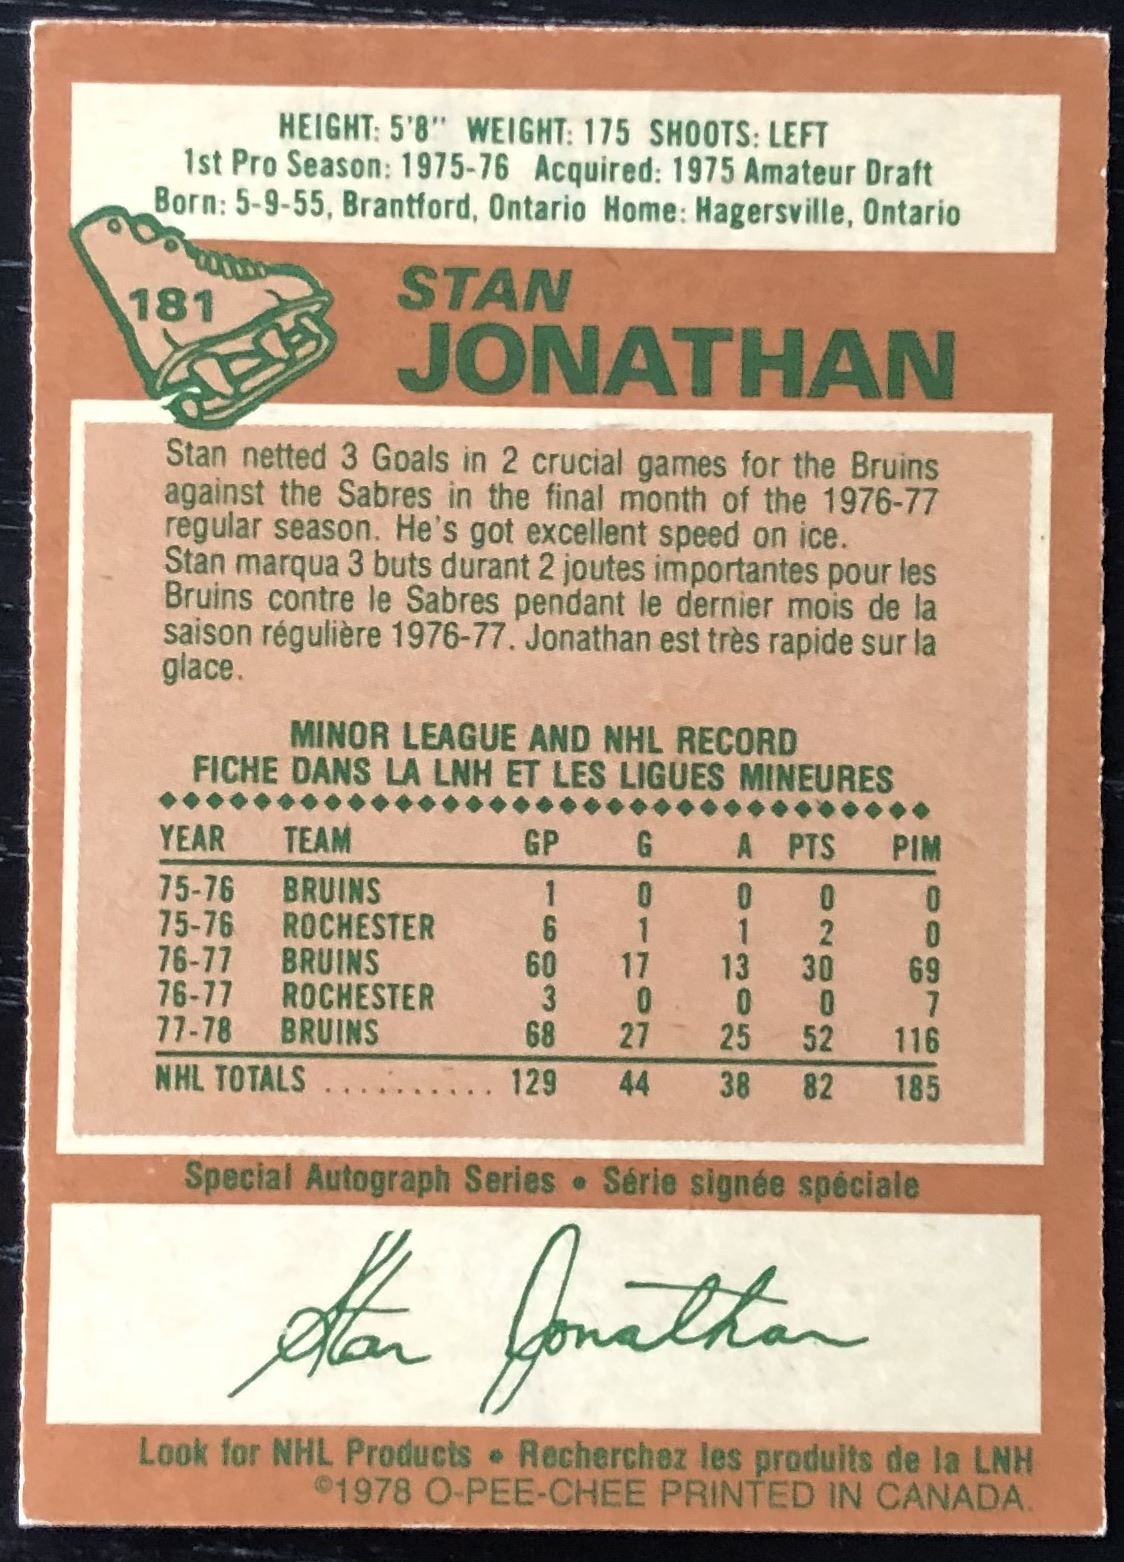 HEIGHT: 5'8" WEIGHT: 175 SHOOTS: LEFT
1st Pro Season: 1975-76 Acquired: 1975 Amateur Draft
Born: 5-9-55, Brantford, Ontario Home: Hagersville, Ontario
181
STAN
JONATHAN
Stan netted 3 Goals in 2 crucial games for the Bruins
against the Sabres in the final month of the 1976-77
regular season. He's got excellent speed on ice.
Stan marqua 3 buts durant 2 joutes importantes pour les
Bruins contre le Sabres pendant le dernier mois de la
saison régulière 1976-77. Jonathan est très rapide sur la
glace.
MINOR LEAGUE AND NHL RECORD
FICHE DANS LA LNH ET LES LIGUES MINEURES
YEAR TEAM GP G A PTS PIM
75-76 BRUINS 1 0 0 0 0
75-76 ROCHESTER 6 1 1 2 0
76-77 BRUINS 60 17 13 30 69
76-77 ROCHESTER 3 0 0 0 7
77-78 BRUINS 68 27 25 52 116
NHL TOTALS .......... 129 44 38 82 185
Special Autograph Series • Série signée spéciale
Stan Jonathan
Look for NHL Products • Recherchez les produits de la LNH
©1978 O-PEE-CHEE PRINTED IN CANADA.